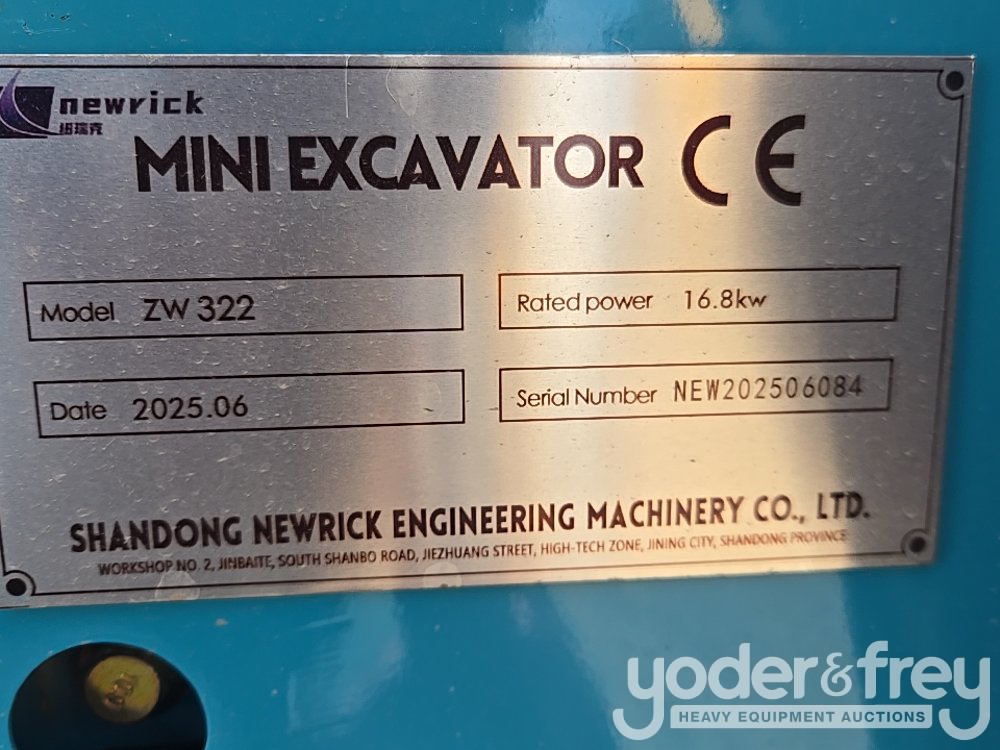 newrick
纽瑞克
MINI EXCAVATOR CE
Model ZW 322
Rated power 16.8kw
Date 2025.06
Serial Number NEW202506084
SHANDONG NEWRICK ENGINEERING MACHINERY CO., LTD.
WORKSHOP NO. 2, JINBAITE, SOUTH SHANBO ROAD, JIEZHUANG STREET, HIGH-TECH ZONE, JINING CITY, SHANDONG PROVINCE
yoder&frey
HEAVY EQUIPMENT AUCTIONS